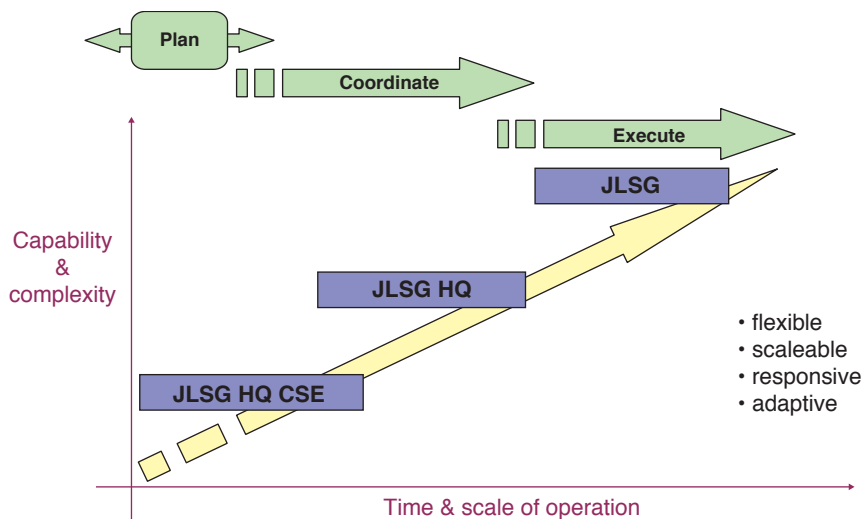 Plan
Coordinate
Execute
JLSG
Capability
&
complexity
JLSG HQ
• flexible
• scaleable
• responsive
• adaptive
JLSG HQ CSE
Time & scale of operation